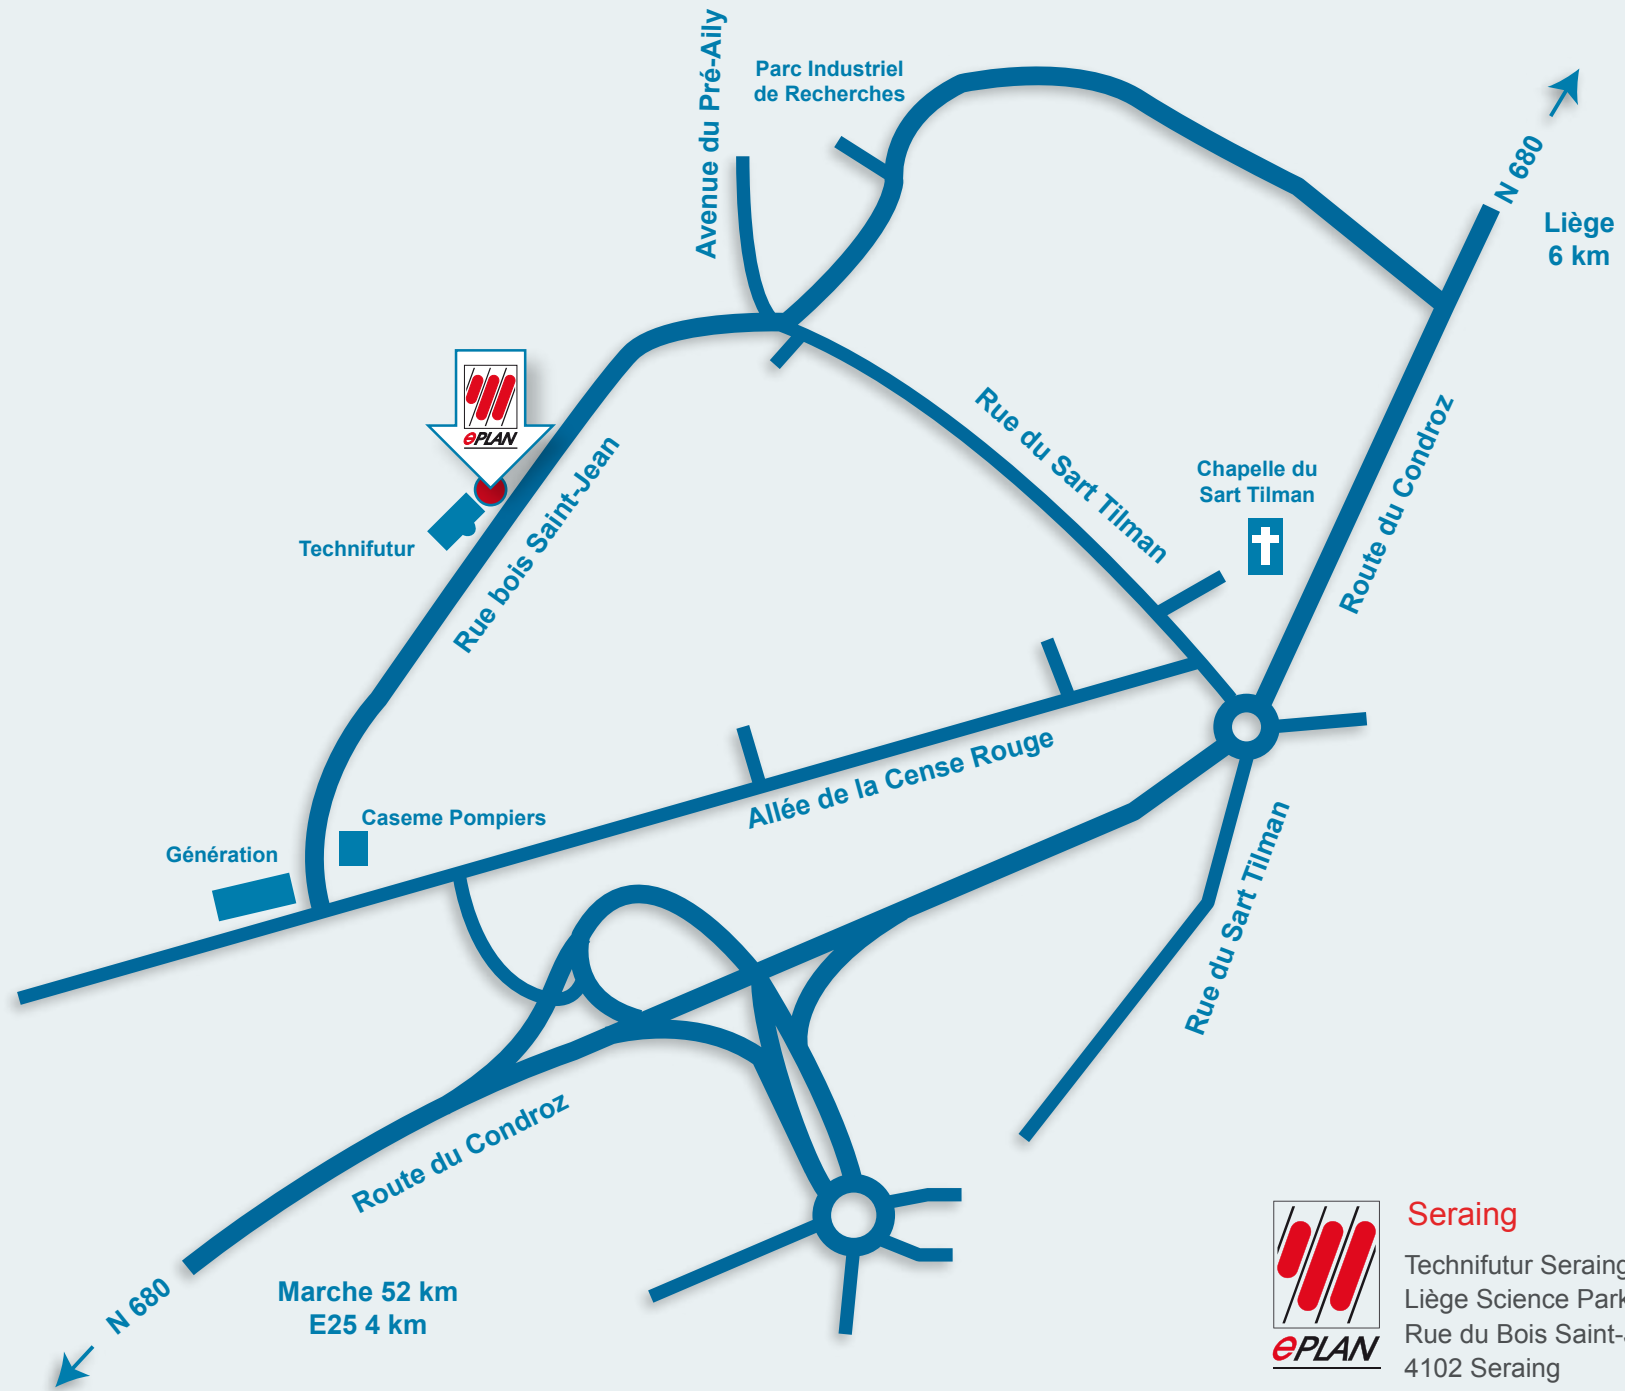 Avenue du Pré-Aily
Parc Industriel
de Recherches
N 680
Liège
6 km
ePLAN
Technifutur
Rue bois Saint-Jean
Rue du Sart Tilman
Chapelle du
Sart Tilman
Route du Condroz
Allée de la Cense Rouge
Caseme Pompiers
Génération
Rue du Sart Tilman
Route du Condroz
N 680
Marche 52 km
E25 4 km
ePLAN
Seraing
Technifutur Seraing
Liège Science Park
Rue du Bois Saint-
4102 Seraing